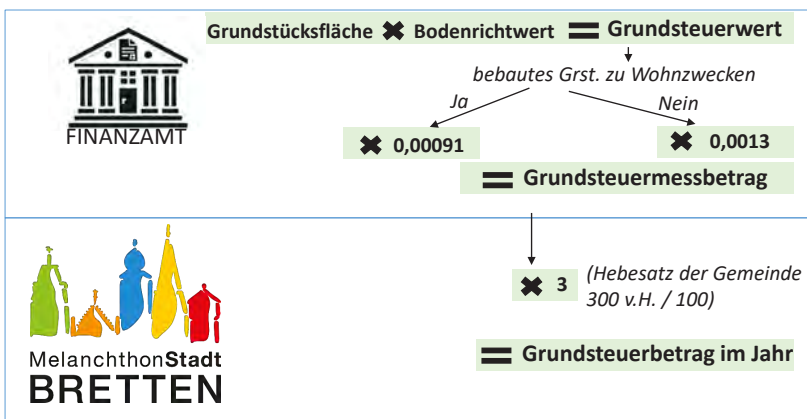 Grundstücksfläche ✖ Bodenrichtwert = Grundsteuerwert
bebautes Grst. zu Wohnzwecken
Ja Nein
FINANZAMT
✖ 0,00091 ✖ 0,0013
= Grundsteuermessbetrag
✖ 3 (Hebesatz der Gemeinde
300 v.H. / 100)
MelanchthonStadt
BRETTEN
= Grundsteuerbetrag im Jahr